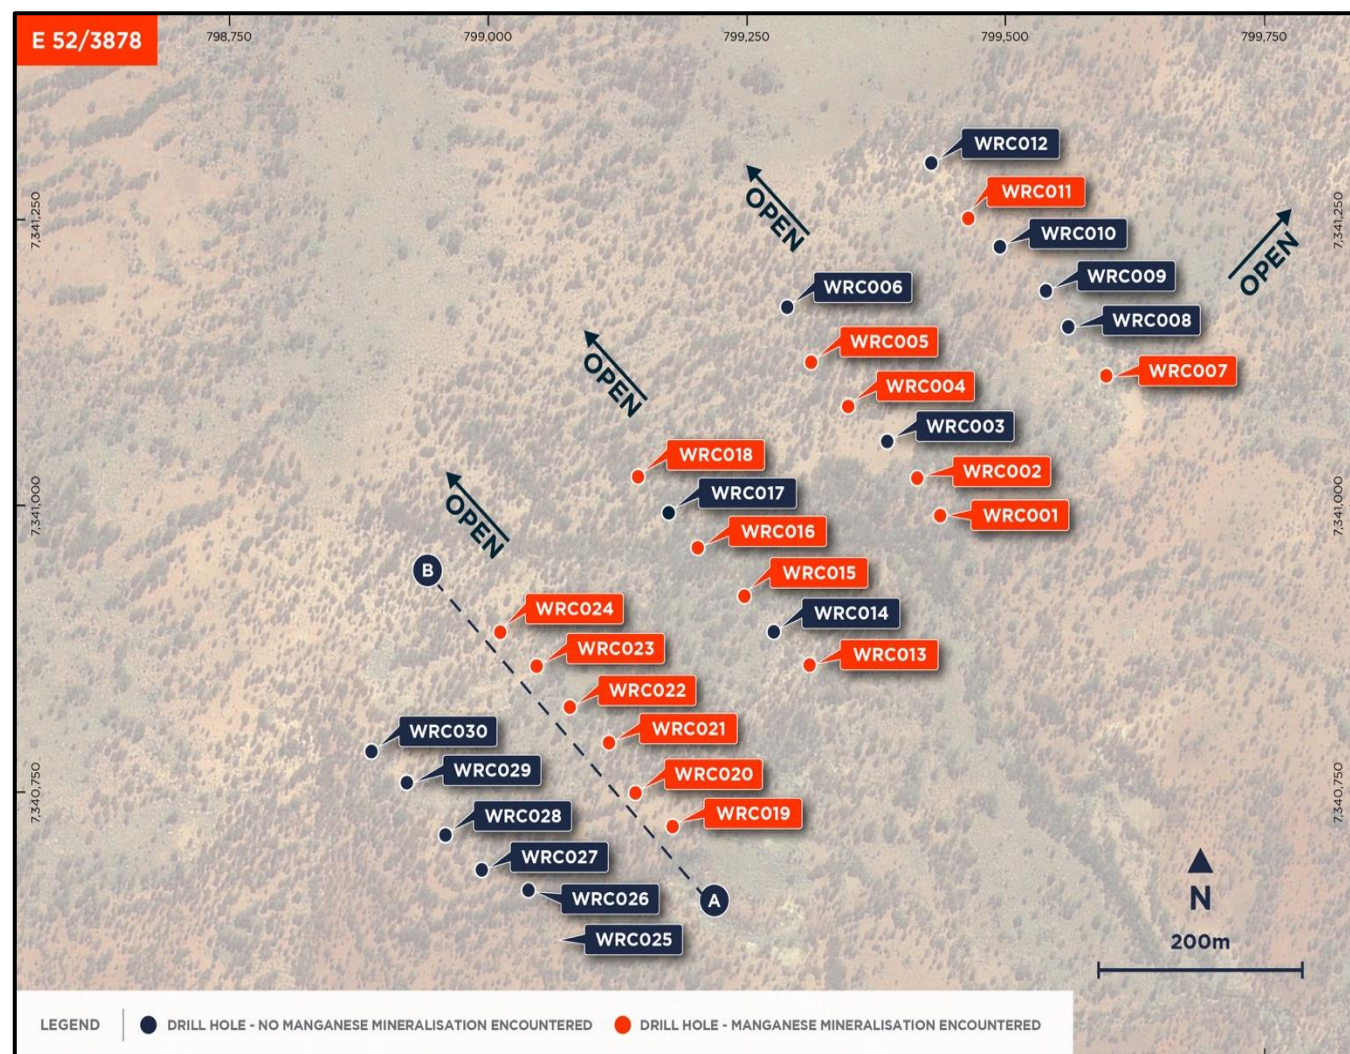 E 52/3878
798,750
799,000
799,250
799,500
799,750
WRC012
WRC011
OPEN
7,341,250
7,341,250
WRC010
OPEN
WRC009
WRC006
WRC008
WRC005
WRC007
OPEN
WRC004
WRC003
WRC018
WRC002
WRC017
7,341,000
7,341,000
WRC001
OPEN
WRC016
B
WRC015
WRC024
WRC014
WRC023
WRC013
WRC022
WRC030
WRC021
WRC029
WRC020
7,340,750
7,340,750
WRC028
WRC019
WRC027
WRC026
A
N
WRC025
200m
LEGEND
DRILL HOLE - NO MANGANESE MINERALISATION ENCOUNTERED
DRILL HOLE - MANGANESE MINERALISATION ENCOUNTERED